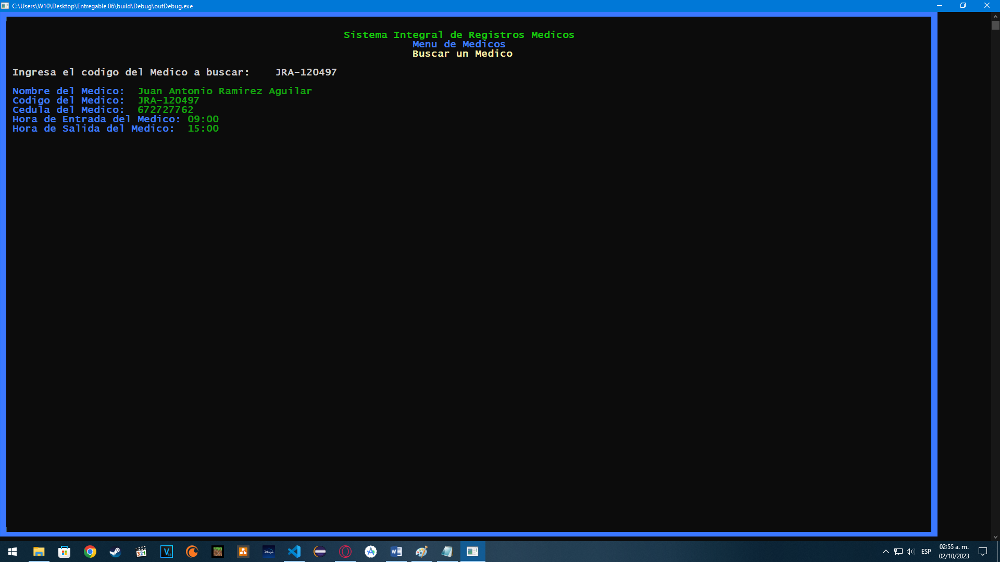 C:\Users\W10\Desktop\Entregable 06\build\Debug\outDebug.exe
Sistema Integral de Registros Medicos
Menu de Medicos
Buscar un Medico
Ingresa el codigo del Medico a buscar: JRA-120497
Nombre del Medico: Juan Antonio Ramirez Aguilar
Codigo del Medico: JRA-120497
Cedula del Medico: 672727762
Hora de Entrada del Medico: 09:00
Hora de Salida del Medico: 15:00
321
V
18
Disney+
W
ESP
02:55 a. m.
02/10/2023